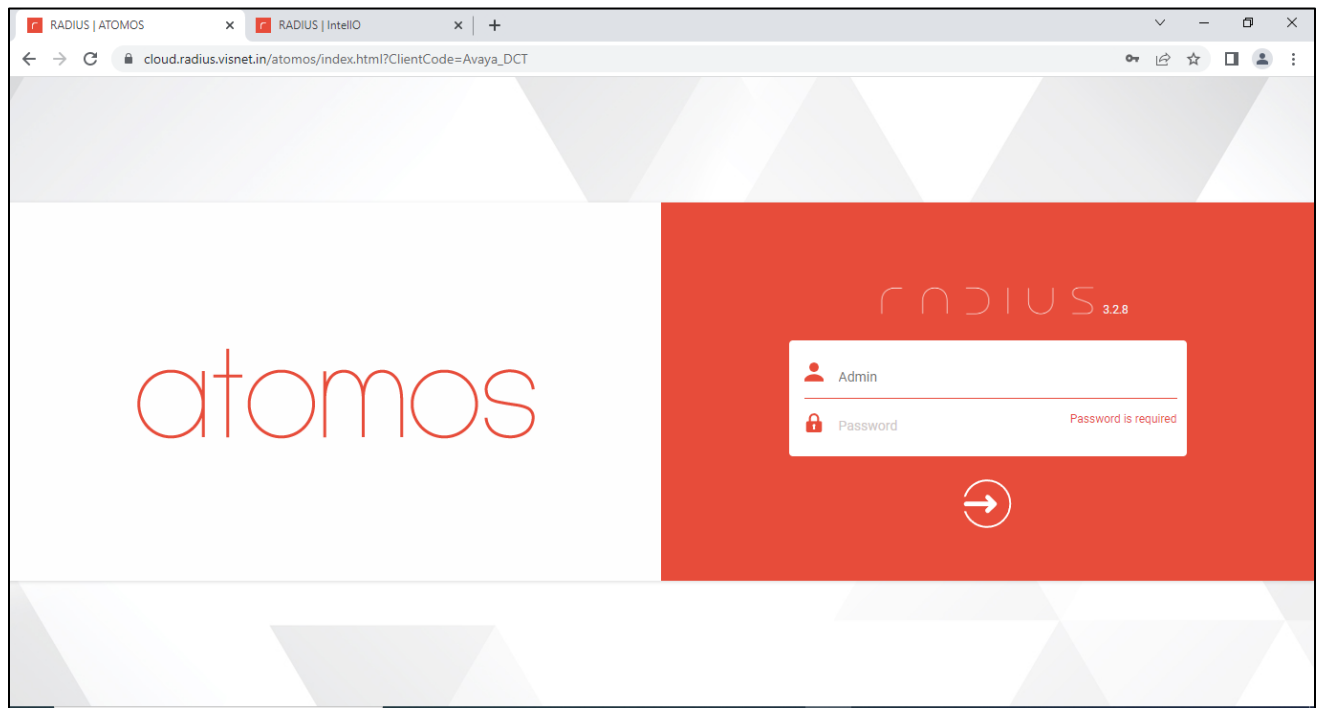 RADIUS | ATOMOS
RADIUS | IntellO
cloud.radius.visnet.in/atomos/index.html?ClientCode=Avaya_DCT
atomos
RADIUS 3.2.8
Admin
Password
Password is required